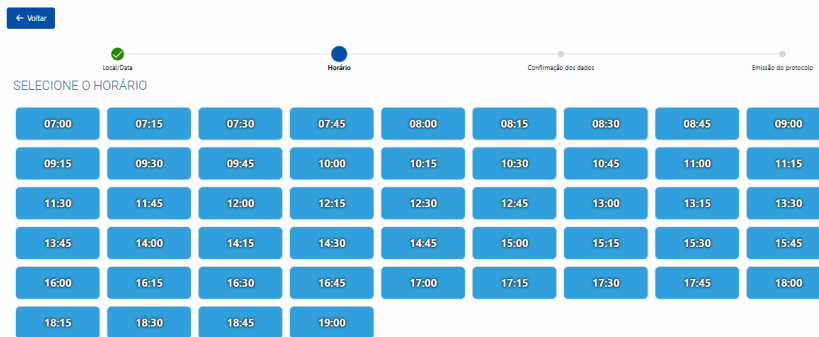 ← Voltar
Local/Data Horário Confirmação dos dados Emissão do protocolo
SELECIONE O HORÁRIO
07:00 07:15 07:30 07:45 08:00 08:15 08:30 08:45 09:00
09:15 09:30 09:45 10:00 10:15 10:30 10:45 11:00 11:15
11:30 11:45 12:00 12:15 12:30 12:45 13:00 13:15 13:30
13:45 14:00 14:15 14:30 14:45 15:00 15:15 15:30 15:45
16:00 16:15 16:30 16:45 17:00 17:15 17:30 17:45 18:00
18:15 18:30 18:45 19:00